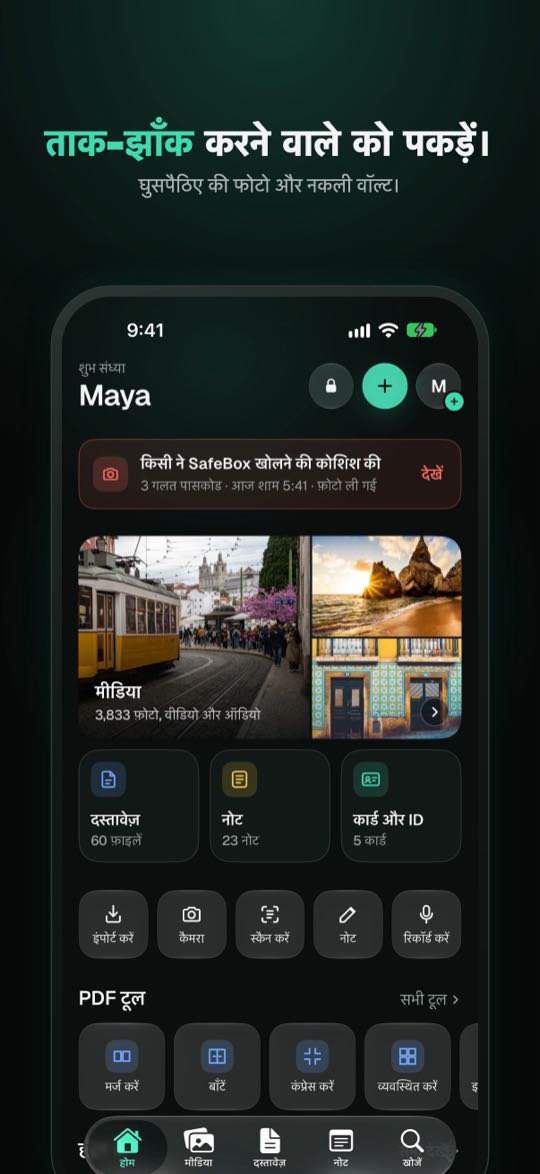 ताक-झाँक करने वाले को पकड़ें।
घुसपैठिए की फोटो और नकली वॉल्ट।
9:41
शुभ संध्या
Maya
M
किसी ने SafeBox खोलने की कोशिश की
3 गलत पासकोड · आज शाम 5:41 · फ़ोटो ली गई
देखें
मीडिया
3,833 फ़ोटो, वीडियो और ऑडियो
दस्तावेज़
60 फ़ाइलें
नोट
23 नोट
कार्ड और ID
5 कार्ड
इंपोर्ट करें
कैमरा
स्कैन करें
नोट
रिकॉर्ड करें
PDF टूल
सभी टूल
मर्ज करें
बाँटें
कंप्रेस करें
व्यवस्थित करें
होम
मीडिया
दस्तावेज़
नोट
खोजें